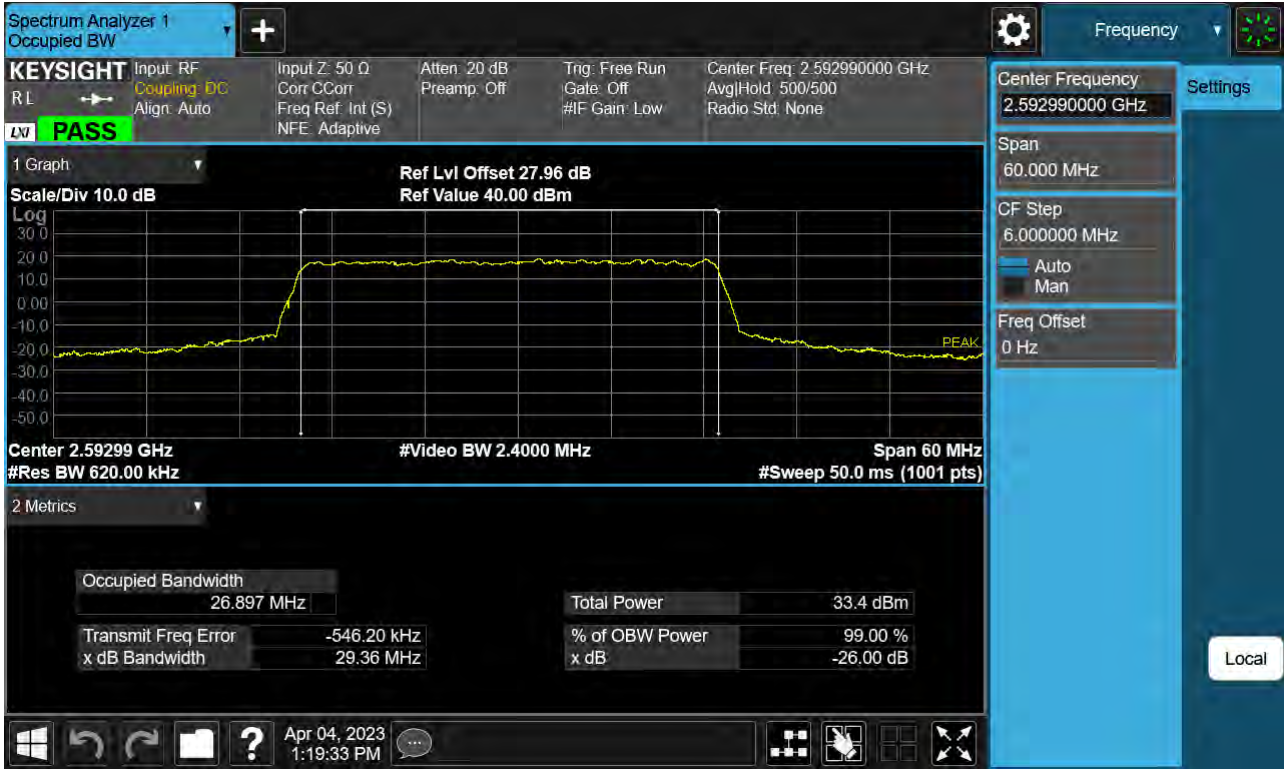 Spectrum Analyzer 1
Occupied BW
+
Frequency
KEYSIGHT
R L
LXI
PASS
Input: RF
Coupling: DC
Align: Auto
Input Z: 50 Ω
Corr CCorr
Freq Ref: Int (S)
NFE: Adaptive
Atten: 20 dB
Preamp: Off
Trig: Free Run
Gate: Off
#IF Gain: Low
Center Freq: 2.592990000 GHz
Avg|Hold: 500/500
Radio Std: None
Center Frequency
2.592990000 GHz
Settings
Span
60.000 MHz
CF Step
6.000000 MHz
Auto
Man
Freq Offset
0 Hz
Local
1 Graph
Scale/Div 10.0 dB
Ref Lvl Offset 27.96 dB
Ref Value 40.00 dBm
Log
30.0
20.0
10.0
0.00
-10.0
-20.0
-30.0
-40.0
-50.0
PEAK
Center 2.59299 GHz
#Video BW 2.4000 MHz
Span 60 MHz
#Res BW 620.00 kHz
#Sweep 50.0 ms (1001 pts)
2 Metrics
Occupied Bandwidth
26.897 MHz
Total Power 33.4 dBm
Transmit Freq Error -546.20 kHz
% of OBW Power 99.00 %
x dB Bandwidth 29.36 MHz
x dB -26.00 dB
?
Apr 04, 2023
1:19:33 PM